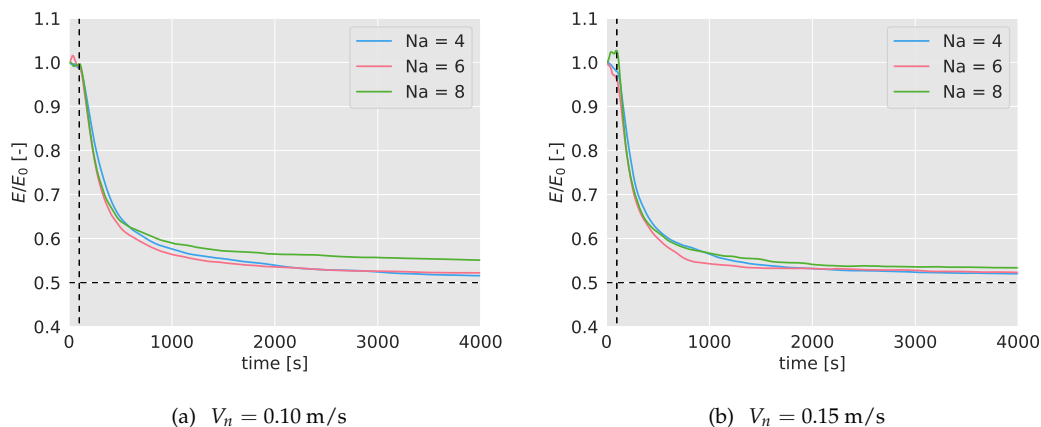 1.1
1.0
0.9
0.8
0.7
0.6
0.5
0.4
E/E0 [-]
Na = 4
Na = 6
Na = 8
0 1000 2000 3000 4000
time [s]
(a) Vn = 0.10 m/s
1.1
1.0
0.9
0.8
0.7
0.6
0.5
0.4
E/E0 [-]
Na = 4
Na = 6
Na = 8
0 1000 2000 3000 4000
time [s]
(b) Vn = 0.15 m/s